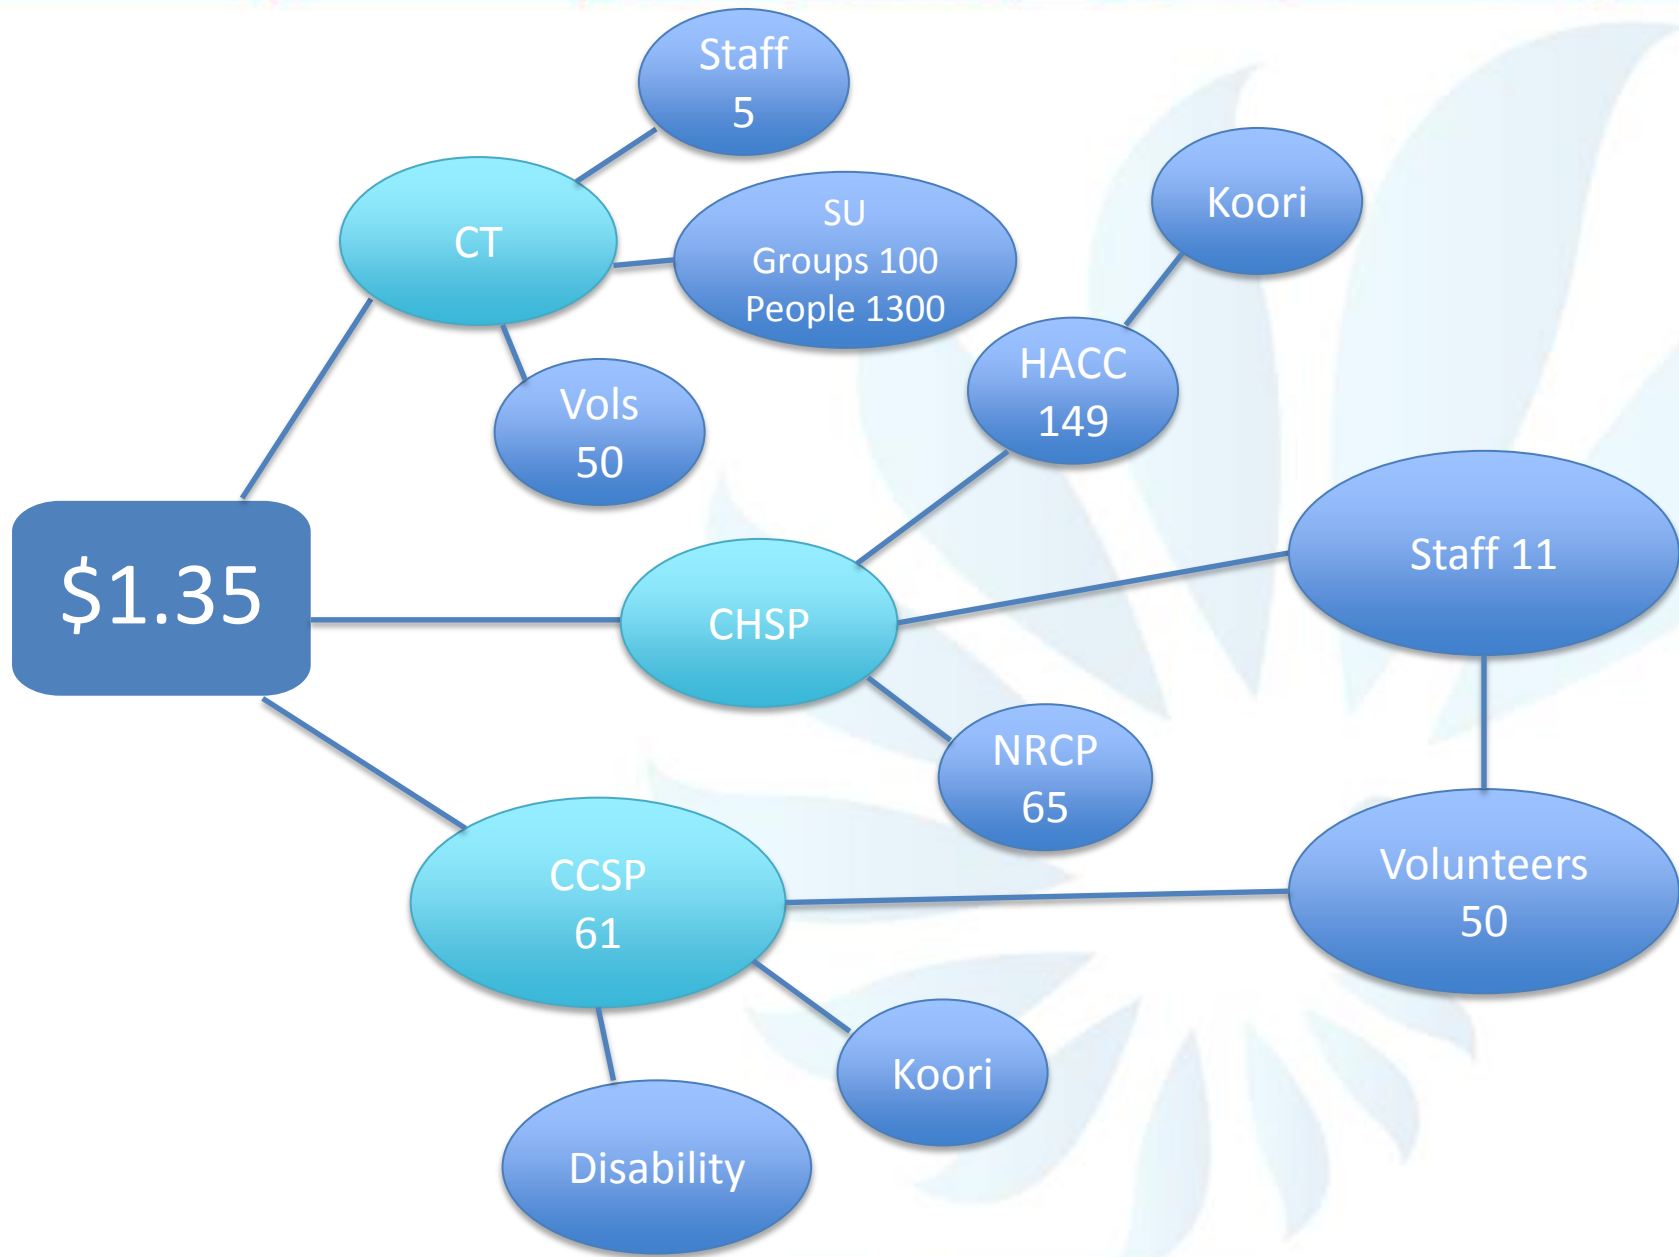 Staff
5
CT
SU
Groups 100
People 1300
Koori
Vols
50
HACC
149
$1.35
CHSP
Staff 11
NRCP
65
CCSP
61
Volunteers
50
Koori
Disability